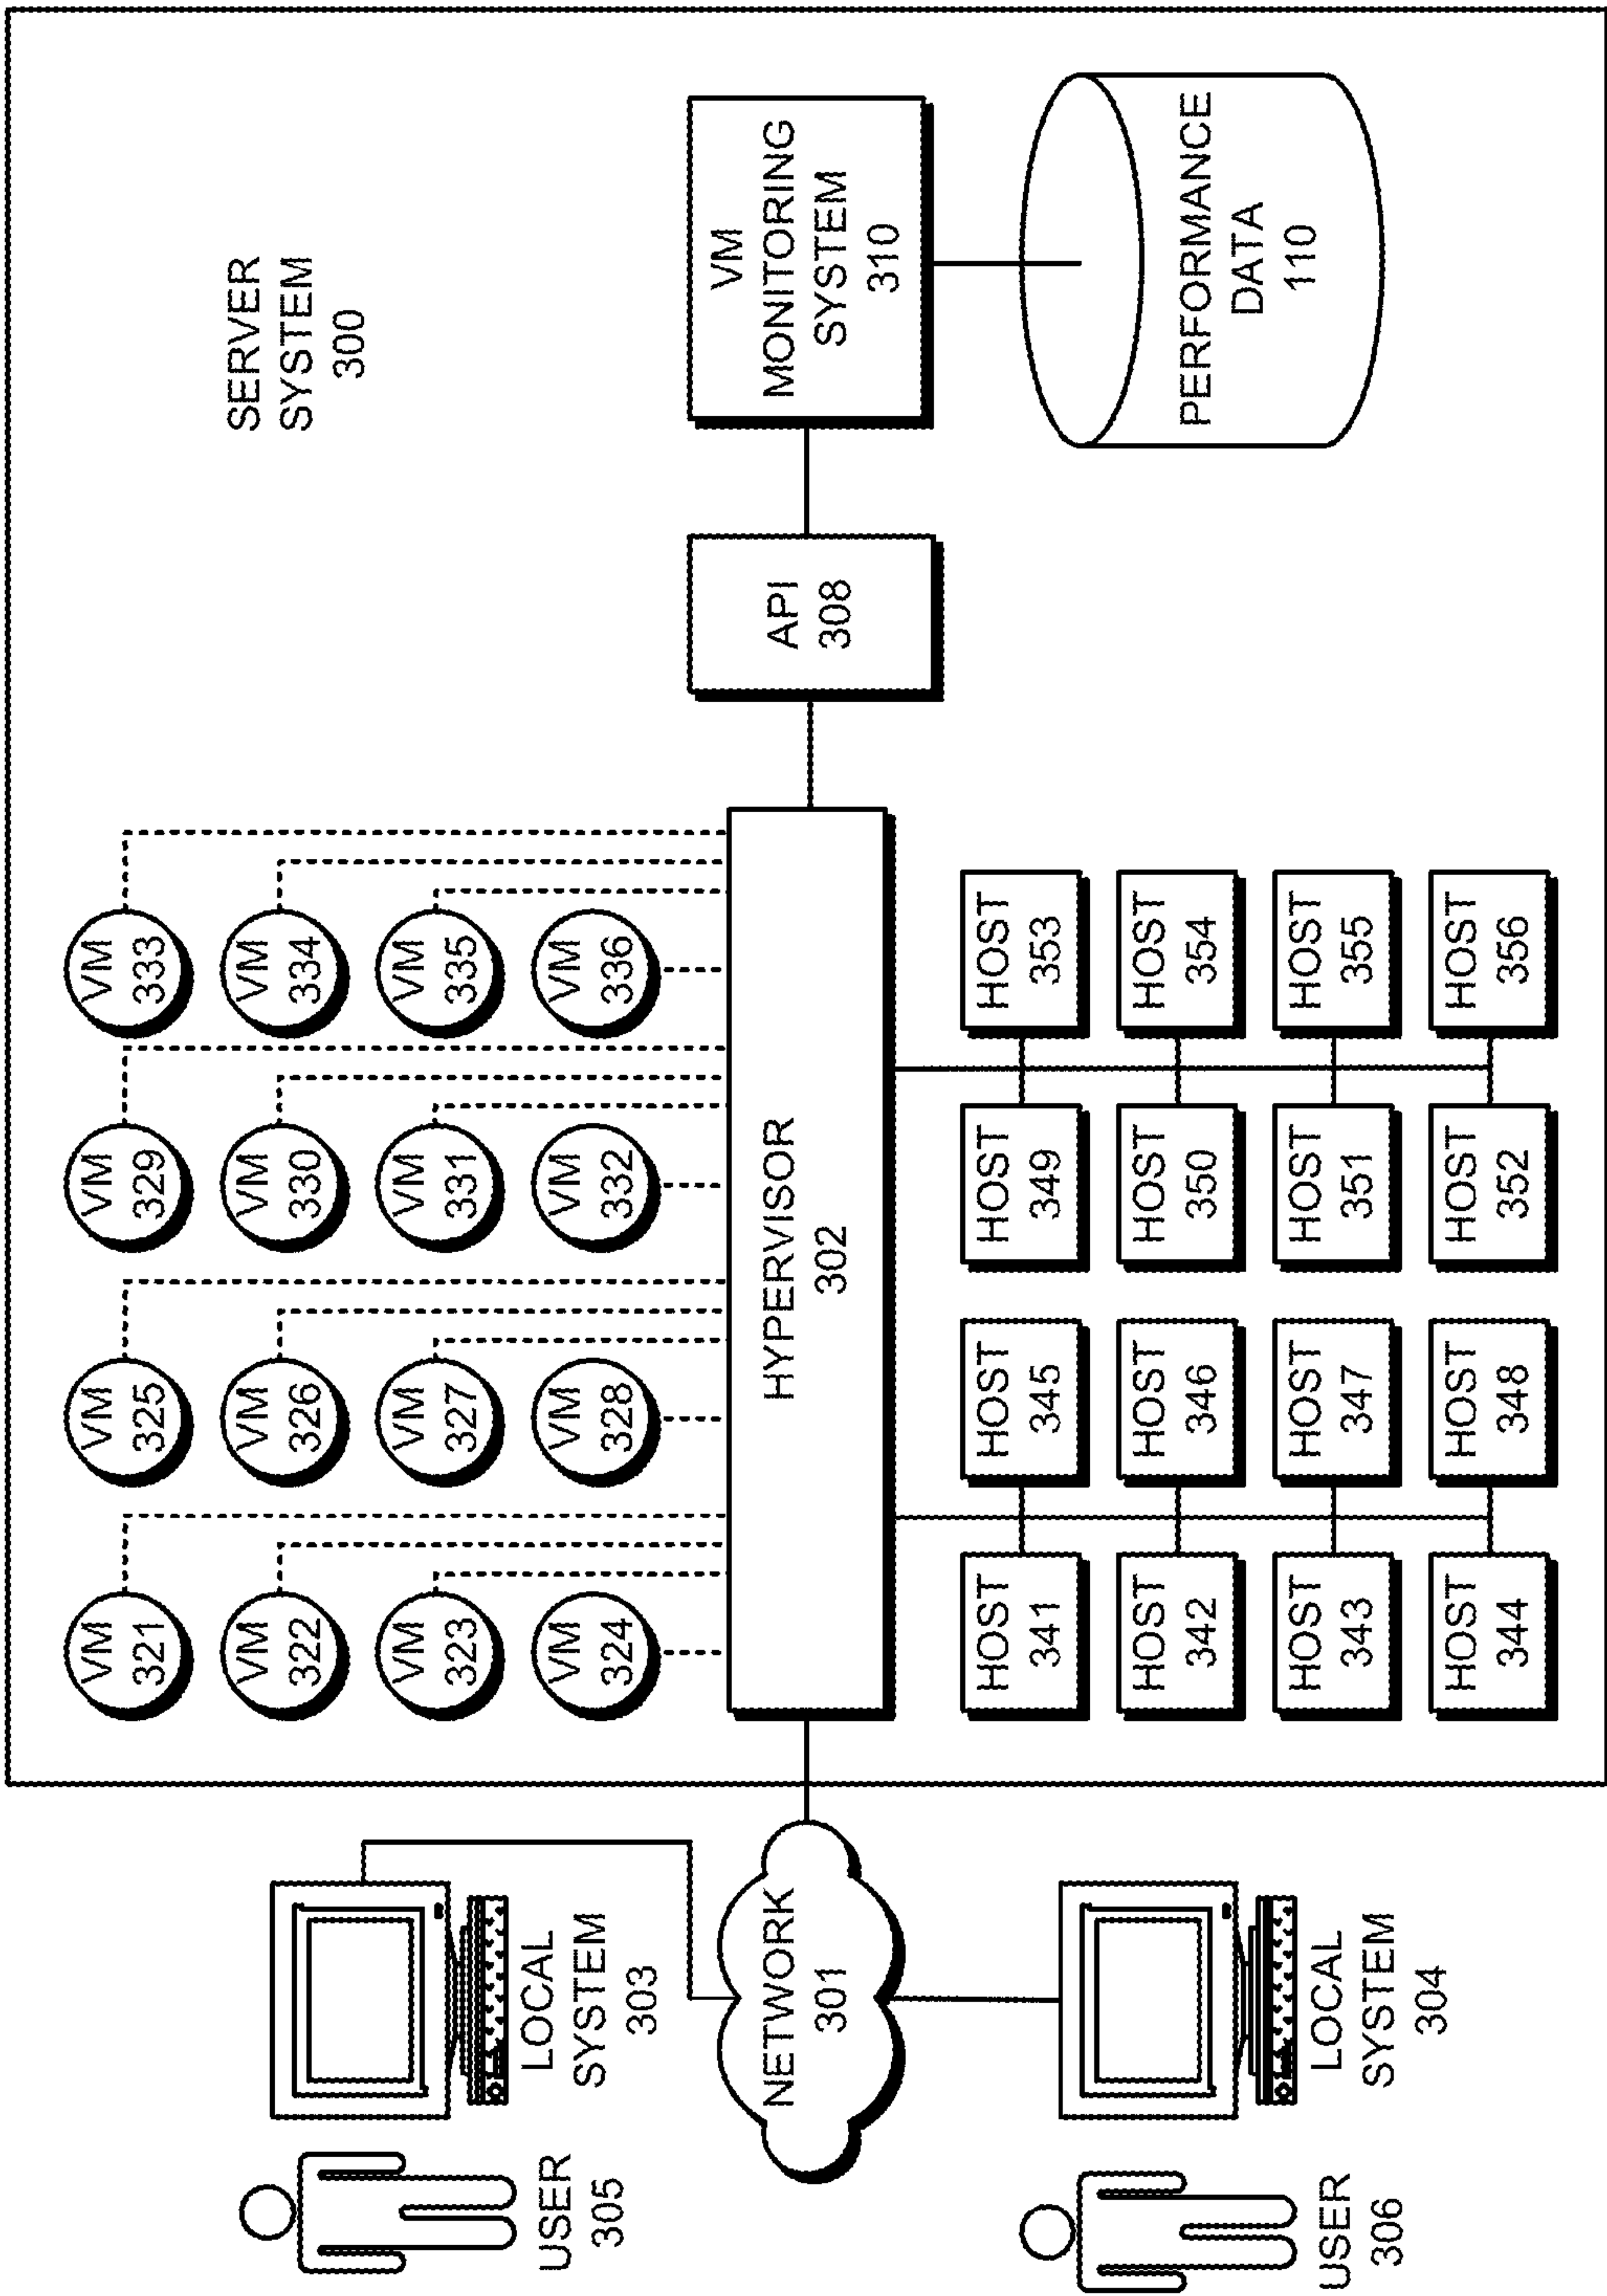 SERVER
SYSTEM
300
USER
305
LOCAL
SYSTEM
303
USER
306
LOCAL
SYSTEM
304
NETWORK
301
VM
321
VM
325
VM
329
VM
333
VM
322
VM
326
VM
330
VM
334
VM
323
VM
327
VM
331
VM
335
VM
324
VM
328
VM
332
VM
336
HYPERVISOR
302
API
308
VM
MONITORING
SYSTEM
310
PERFORMANCE
DATA
110
HOST
341
HOST
345
HOST
349
HOST
353
HOST
342
HOST
346
HOST
350
HOST
354
HOST
343
HOST
347
HOST
351
HOST
355
HOST
344
HOST
348
HOST
352
HOST
356